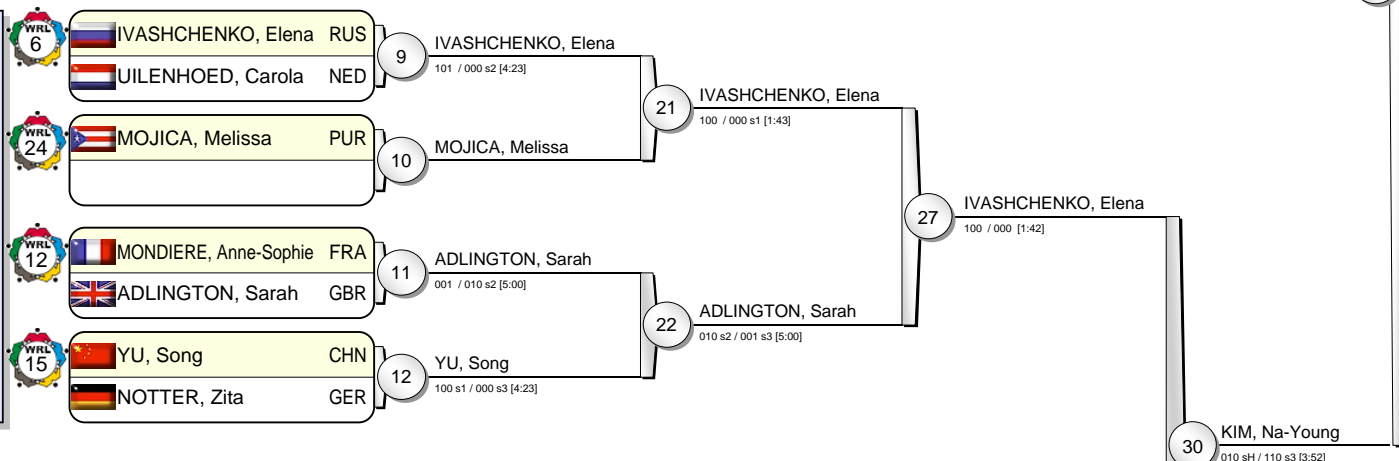 WRL 6 IVASHCHENKO, Elena RUS
UILENHOED, Carola NED
9
IVASHCHENKO, Elena
101 / 000 s2 [4:23]
WRL 24 MOJICA, Melissa PUR
10
MOJICA, Melissa
21
IVASHCHENKO, Elena
100 / 000 s1 [1:43]
WRL 12 MONDIERE, Anne-Sophie FRA
ADLINGTON, Sarah GBR
11
ADLINGTON, Sarah
001 / 010 s2 [5:00]
WRL 15 YU, Song CHN
NOTTER, Zita GER
12
YU, Song
100 s1 / 000 s3 [4:23]
22
ADLINGTON, Sarah
010 s2 / 001 s3 [5:00]
27
IVASHCHENKO, Elena
100 / 000 [1:42]
30
KIM, Na-Young
010 sH / 110 s3 [3:52]